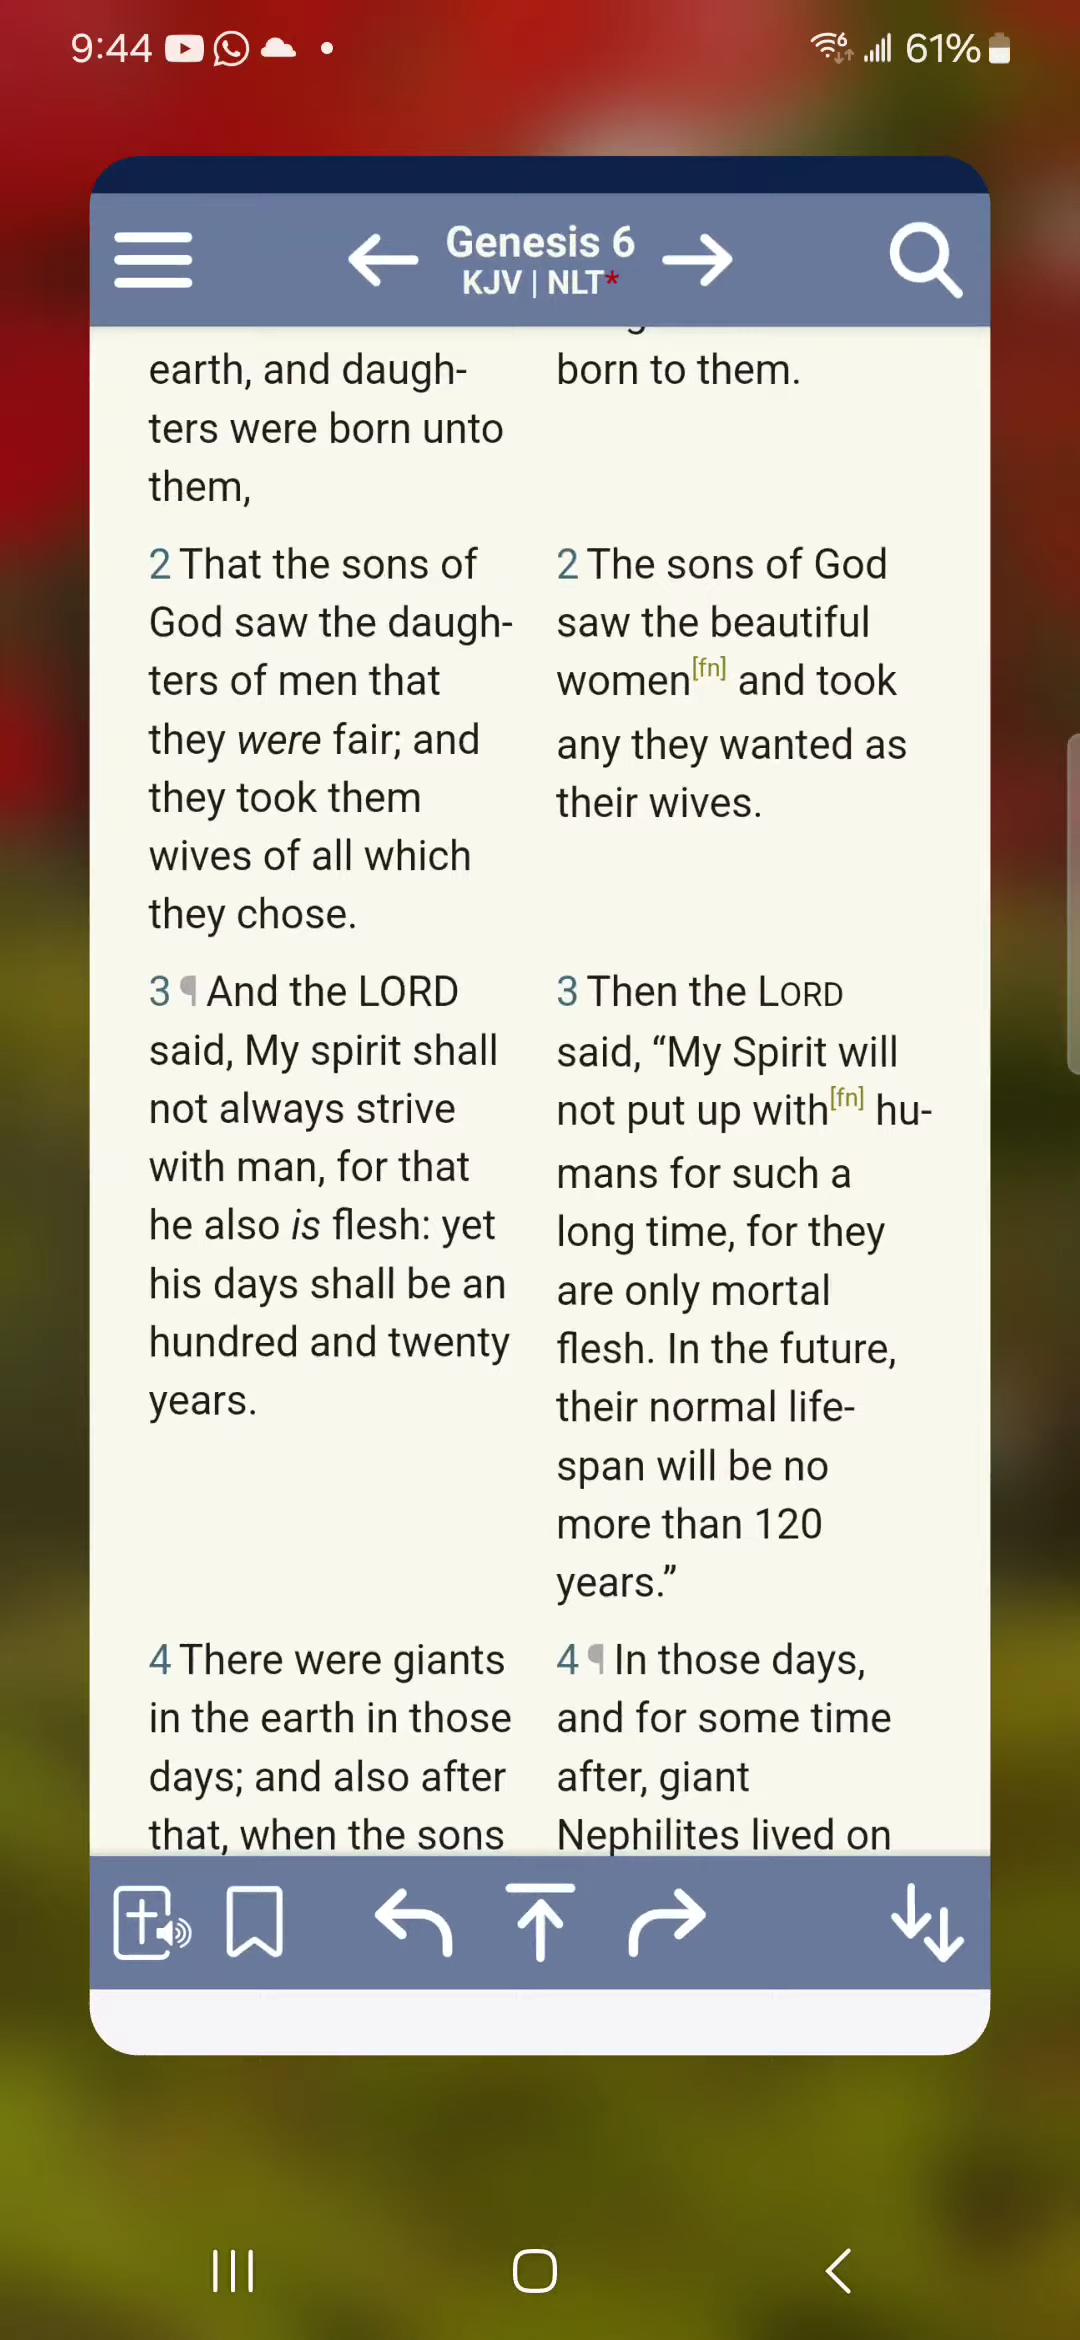 9:44
6
61%
Genesis 6
KJV | NLT*
earth, and daugh-
ters were born unto
them,
2 That the sons of
God saw the daugh-
ters of men that
they were fair; and
they took them
wives of all which
they chose.
3 ¶ And the LORD
said, My spirit shall
not always strive
with man, for that
he also is flesh: yet
his days shall be an
hundred and twenty
years.
4 There were giants
in the earth in those
days; and also after
that, when the sons
born to them.
2 The sons of God
saw the beautiful
women[fn] and took
any they wanted as
their wives.
3 Then the LORD
said, “My Spirit will
not put up with[fn] hu-
mans for such a
long time, for they
are only mortal
flesh. In the future,
their normal life-
span will be no
more than 120
years.”
4 ¶ In those days,
and for some time
after, giant
Nephilites lived on